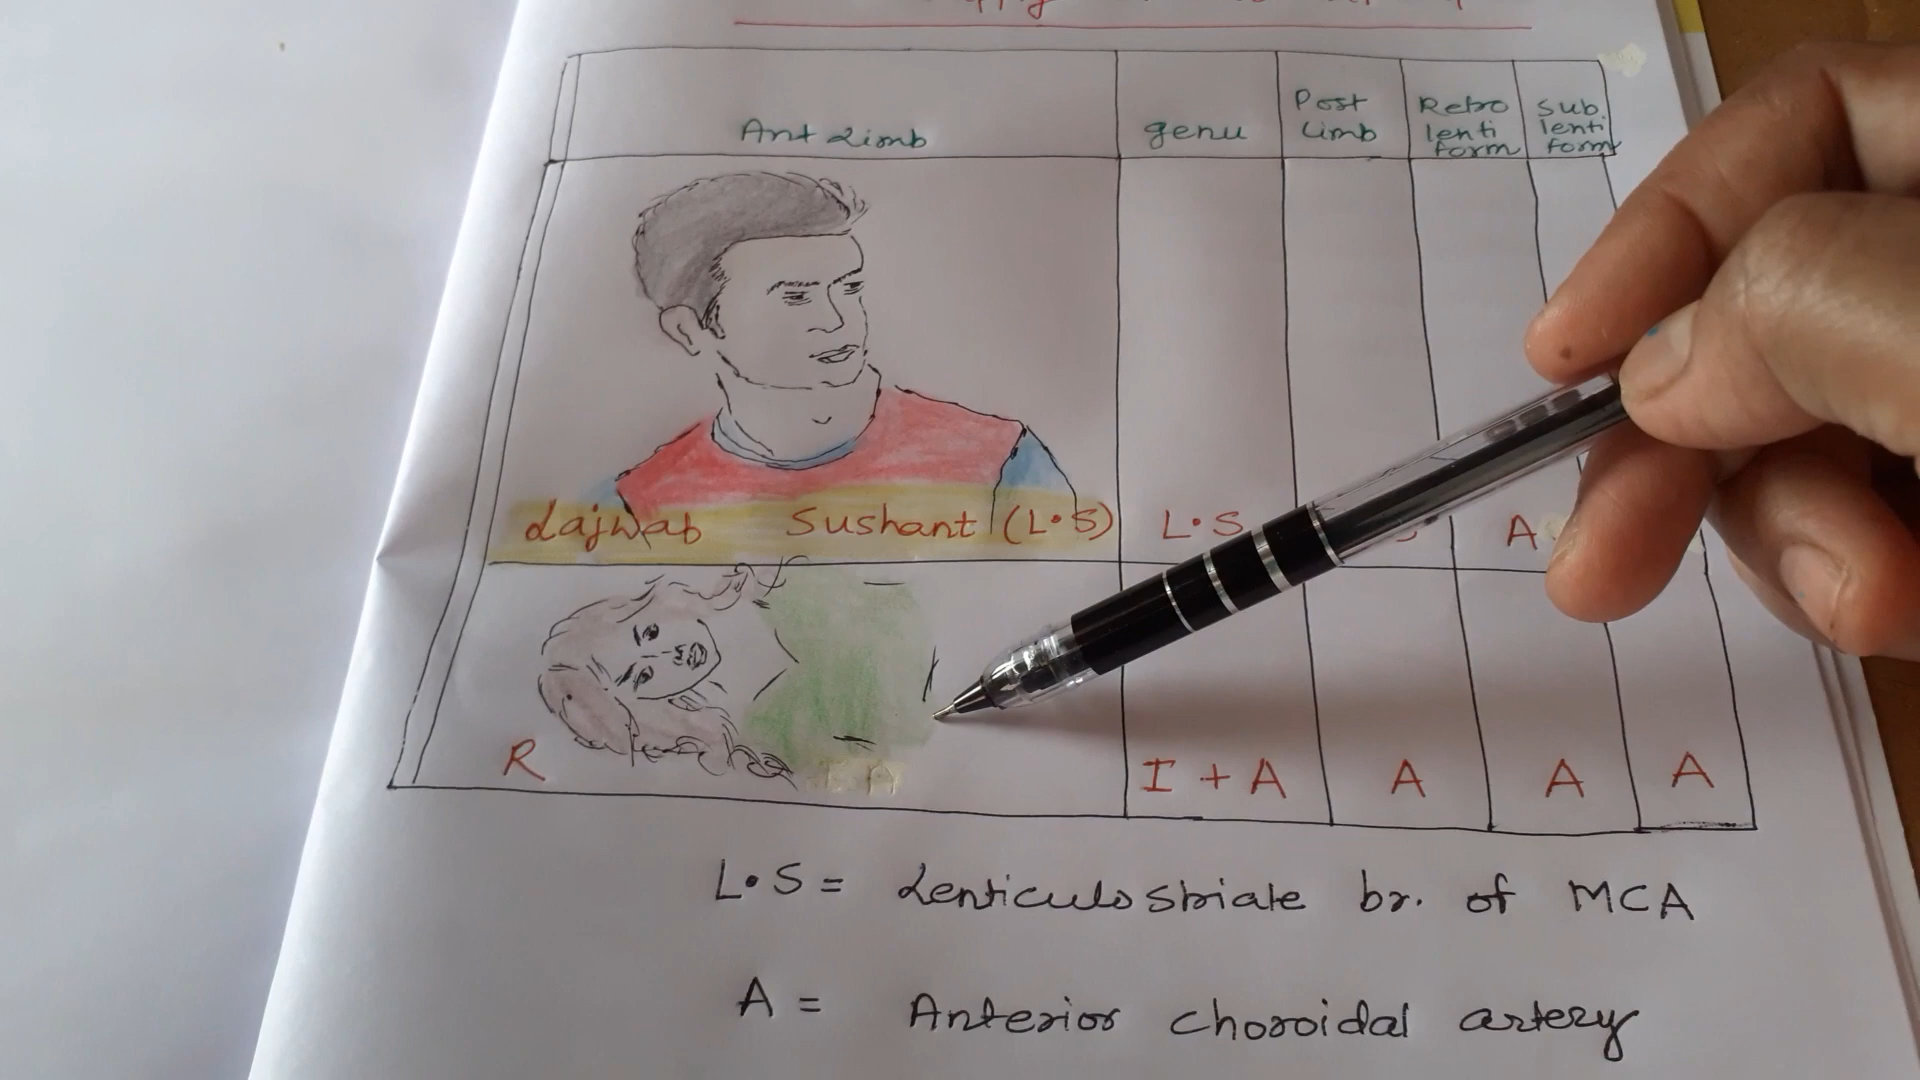 Ant Limb
genu
Post
Limb
Retro
lenti
form
Sub
lenti
form
Lajwab Sushant (L.S)
L.S
A
R
I + A
A
A
A
L.S = Lenticulostriate br. of MCA
A = Anterior choroidal artery